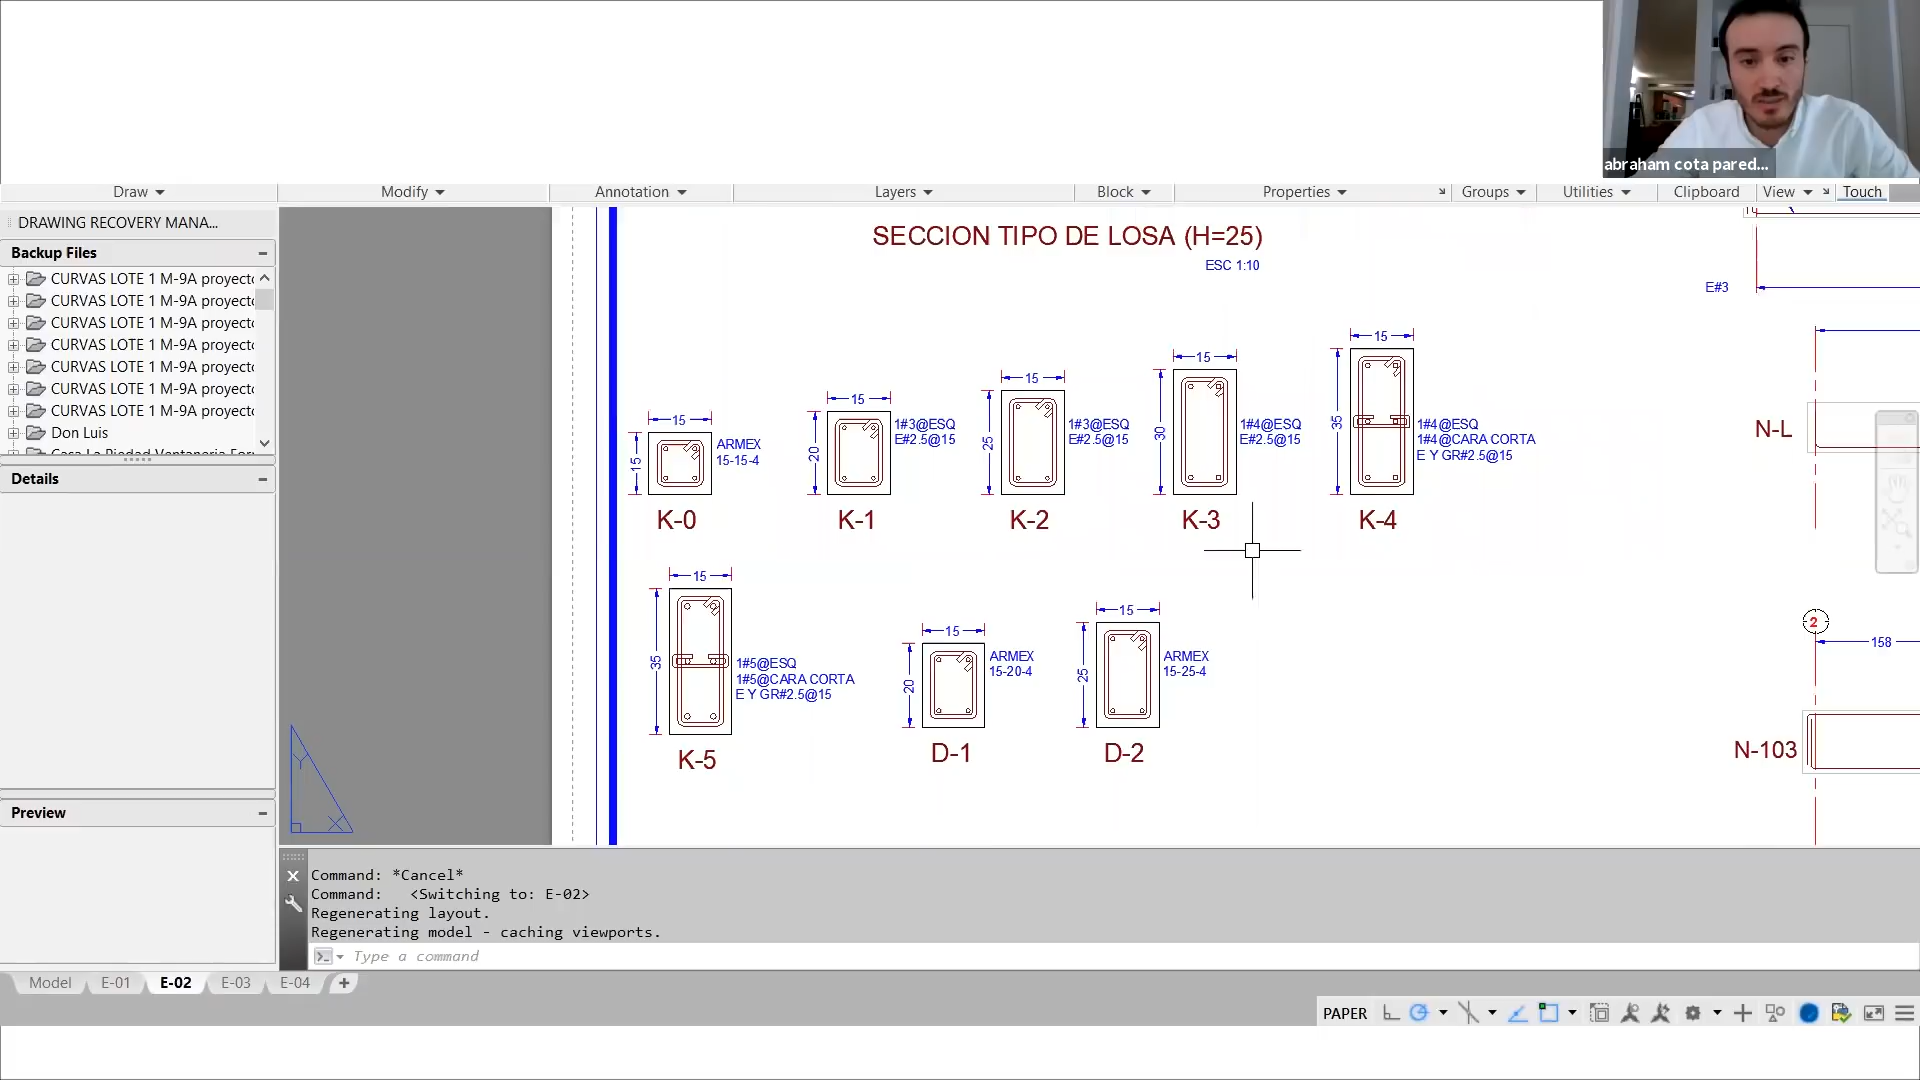 abraham cota pared...
Draw
Modify
Annotation
Layers
Block
Properties
Groups
Utilities
Clipboard
View
Touch
DRAWING RECOVERY MANA...
Backup Files
CURVAS LOTE 1 M-9A proyect
CURVAS LOTE 1 M-9A proyect
CURVAS LOTE 1 M-9A proyect
CURVAS LOTE 1 M-9A proyect
CURVAS LOTE 1 M-9A proyect
CURVAS LOTE 1 M-9A proyect
CURVAS LOTE 1 M-9A proyect
Don Luis
Casa La Piedad Ventaneria
Details
Preview
SECCION TIPO DE LOSA (H=25)
ESC 1:10
E#3
15
15
ARMEX
15-15-4
K-0
15
20
1#3@ESQ
E#2.5@15
K-1
15
25
1#3@ESQ
E#2.5@15
K-2
15
30
1#4@ESQ
E#2.5@15
K-3
15
35
1#4@ESQ
1#4@CARA CORTA
E Y GR#2.5@15
K-4
N-L
15
35
1#5@ESQ
1#5@CARA CORTA
E Y GR#2.5@15
K-5
15
20
ARMEX
15-20-4
D-1
15
25
ARMEX
15-25-4
D-2
2
158
N-103
Y
X
Command: *Cancel*
Command:   <Switching to: E-02>
Regenerating layout.
Regenerating model - caching viewports.
Type a command
Model
E-01
E-02
E-03
E-04
PAPER